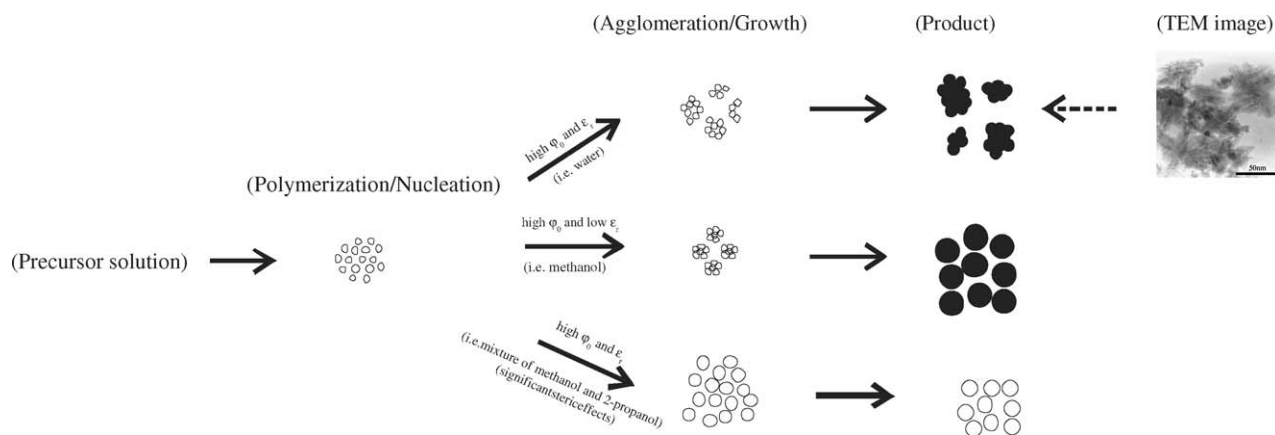 (Agglomeration/Growth)
(Product)
(TEM image)
high φ₀ and εᵣ
(i.e. water)
50nm
(Polymerization/Nucleation)
high φ₀ and low εᵣ
(Precursor solution)
(i.e. methanol)
high φ₀ and εᵣ
(i.e.mixture of methanol and 2-propanol)
(significantstericeffects)